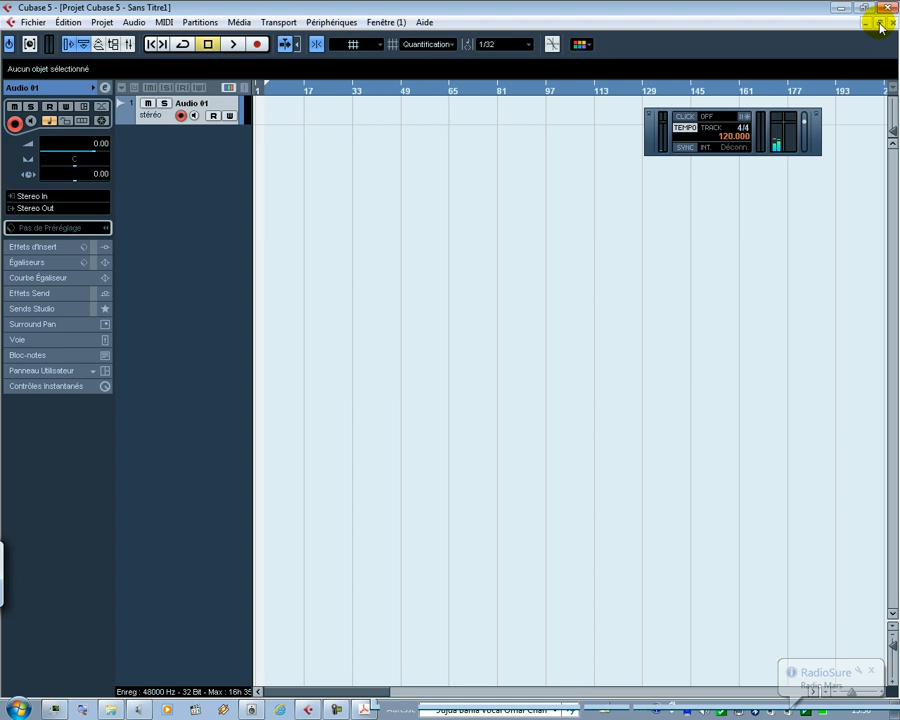 Cubase 5 - [Projet Cubase 5 - Sans Titre1]
Fichier Édition Projet Audio MIDI Partitions Média Transport Périphériques Fenêtre (1) Aide
Quantification 1/32
Aucun objet sélectionné
Audio 01
1 17 33 49 65 81 97 113 129 145 161 177 193
M S R W
1 M S Audio 01
stéréo R W
CLICK OFF
TEMPO TRACK 4/4
120.000
SYNC INT. Déconn.
0.00
C
0.00
Stereo In
Stereo Out
Pas de Préréglage
Effets d'Insert
Égaliseurs
Courbe Égaliseur
Effets Send
Sends Studio
Surround Pan
Voie
Bloc-notes
Panneau Utilisateur
Contrôles Instantanés
RadioSure
Radio Mars
Enreg : 48000 Hz - 32 Bit - Max : 16h 35